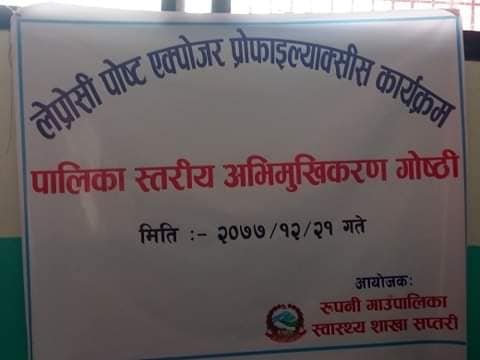 लेप्रोसी पोष्ट एक्पोजर प्रोफाइल्याक्सीस कार्यक्रम
पालिका स्तरीय अभिमुखिकरण गोष्ठी
मिति :- २०७७/१२/२१ गते
आयोजक:
रुपनी गाउँपालिका
स्वास्थ्य शाखा सप्तरी